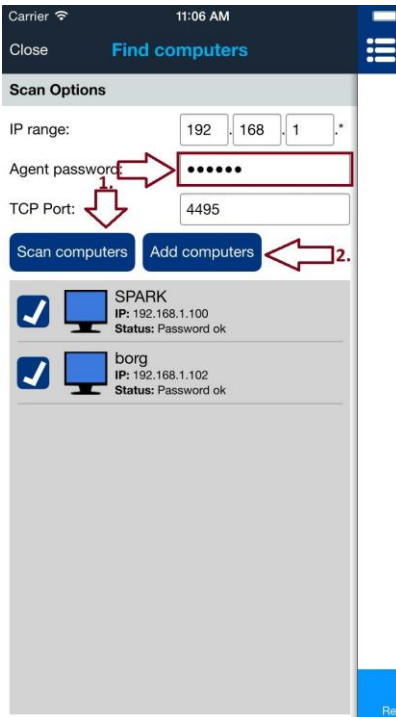 Carrier 11:06 AM
Close Find computers
Scan Options
IP range: 192 . 168 . 1 .*
Agent password: ••••••
1.
TCP Port: 4495
Scan computers Add computers 2.
SPARK
IP: 192.168.1.100
Status: Password ok
borg
IP: 192.168.1.102
Status: Password ok
Re